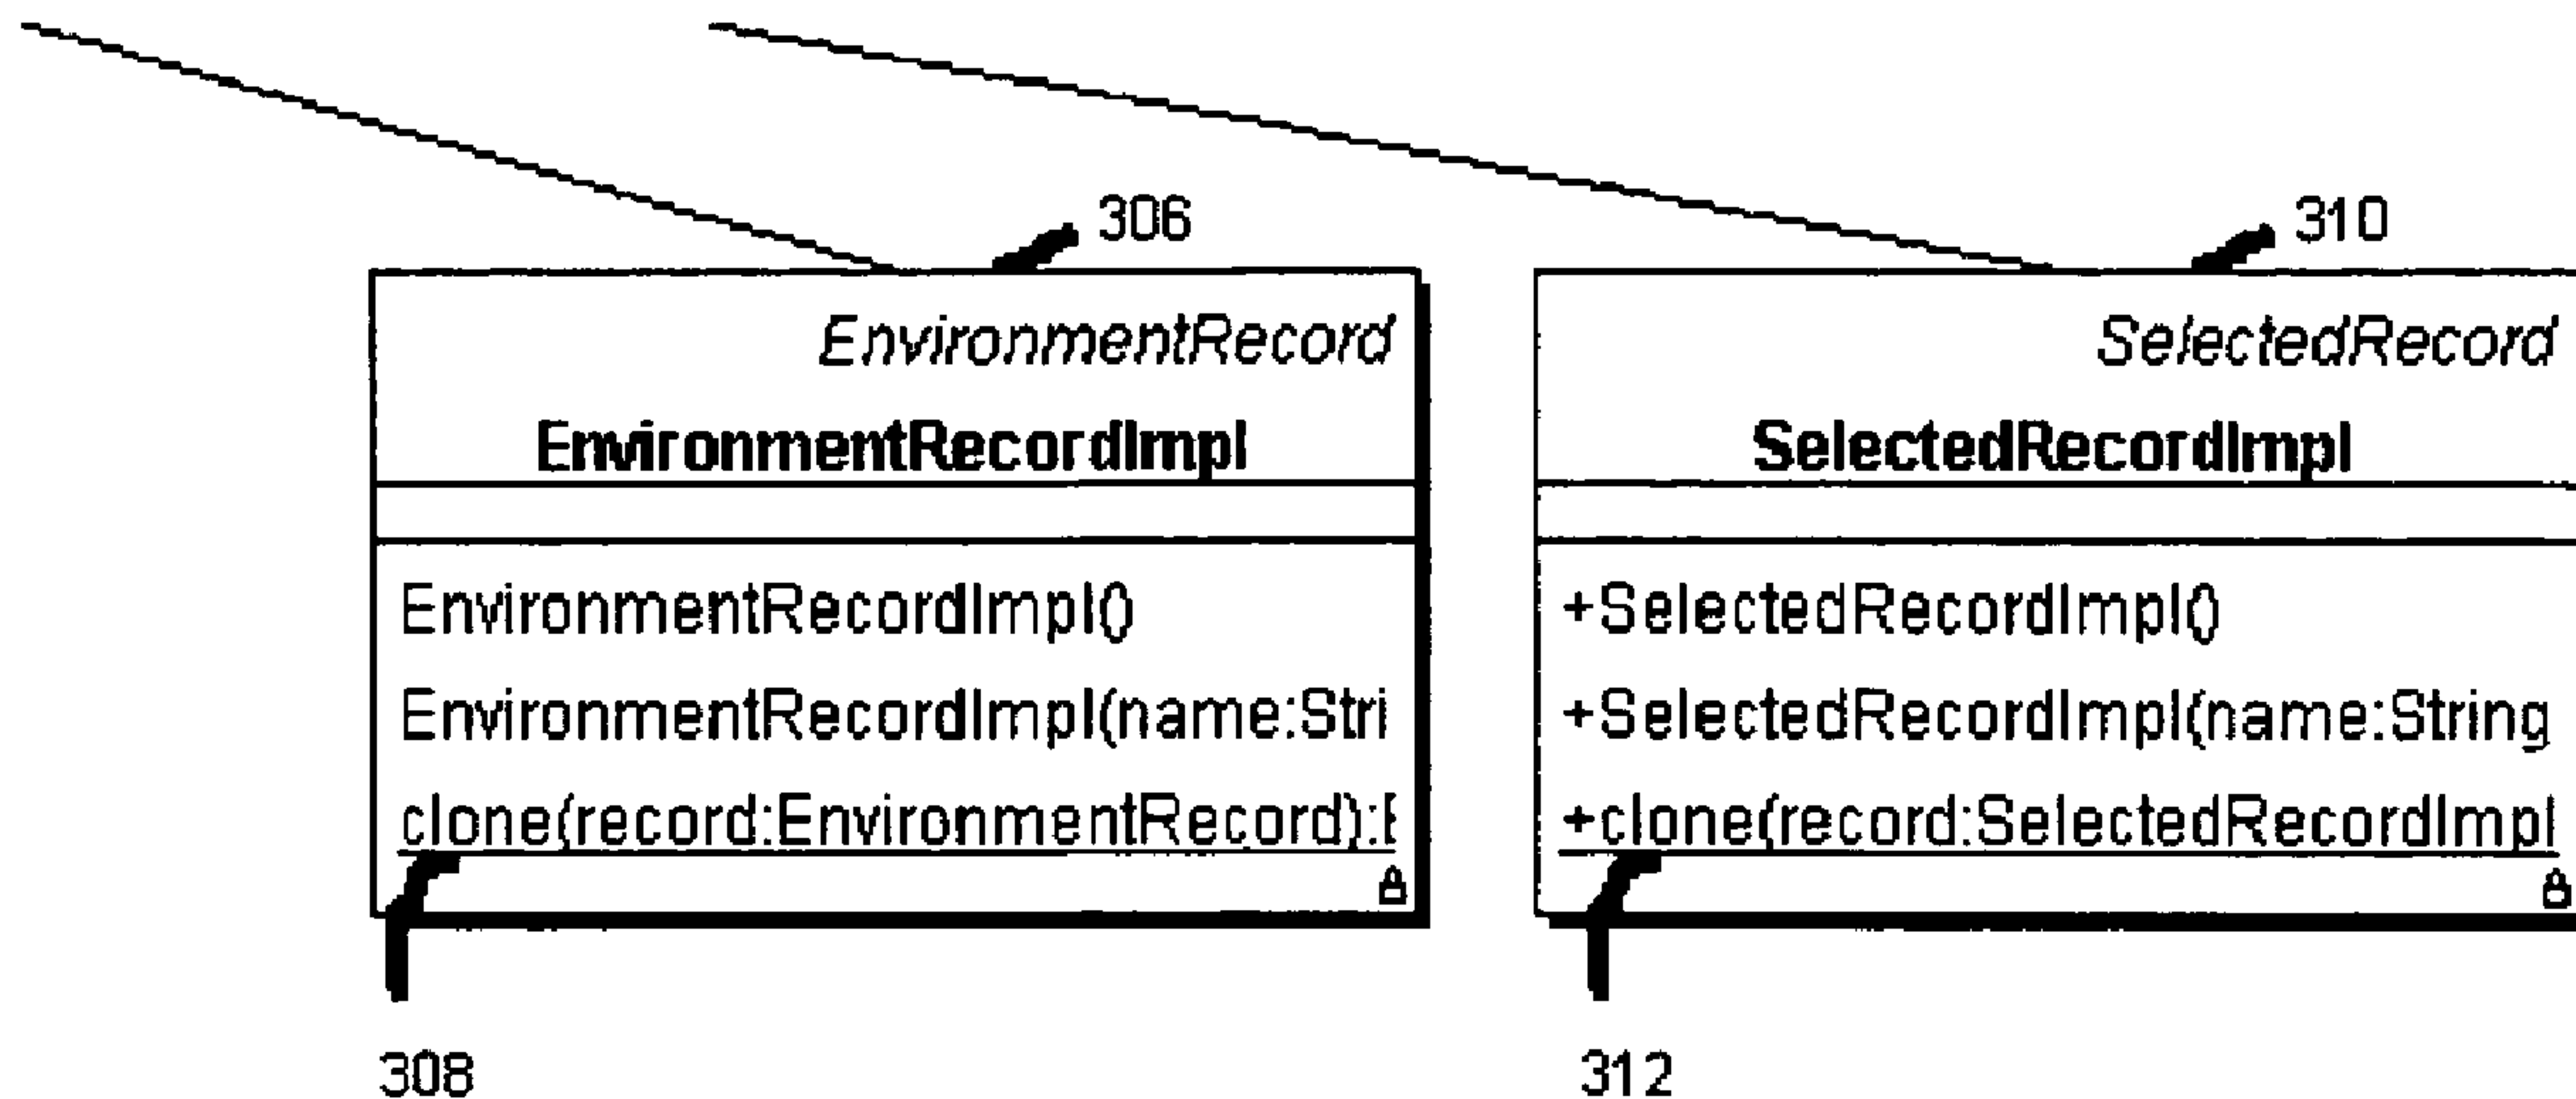 306
310
EnvironmentRecord
EnvironmentRecordImpl
EnvironmentRecordImpl()
EnvironmentRecordImpl(name:Stri
clone(record:EnvironmentRecord):E
308
SelectedRecord
SelectedRecordImpl
+SelectedRecordImpl()
+SelectedRecordImpl(name:String
+clone(record:SelectedRecordImpl
312